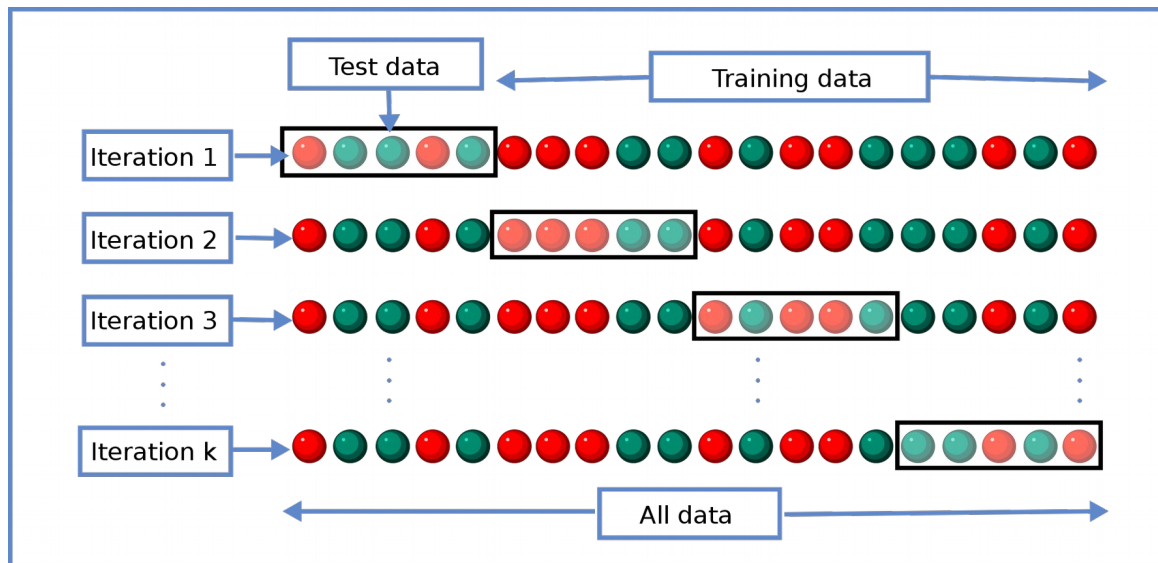 Test data
Training data
Iteration 1
Iteration 2
Iteration 3
Iteration k
All data